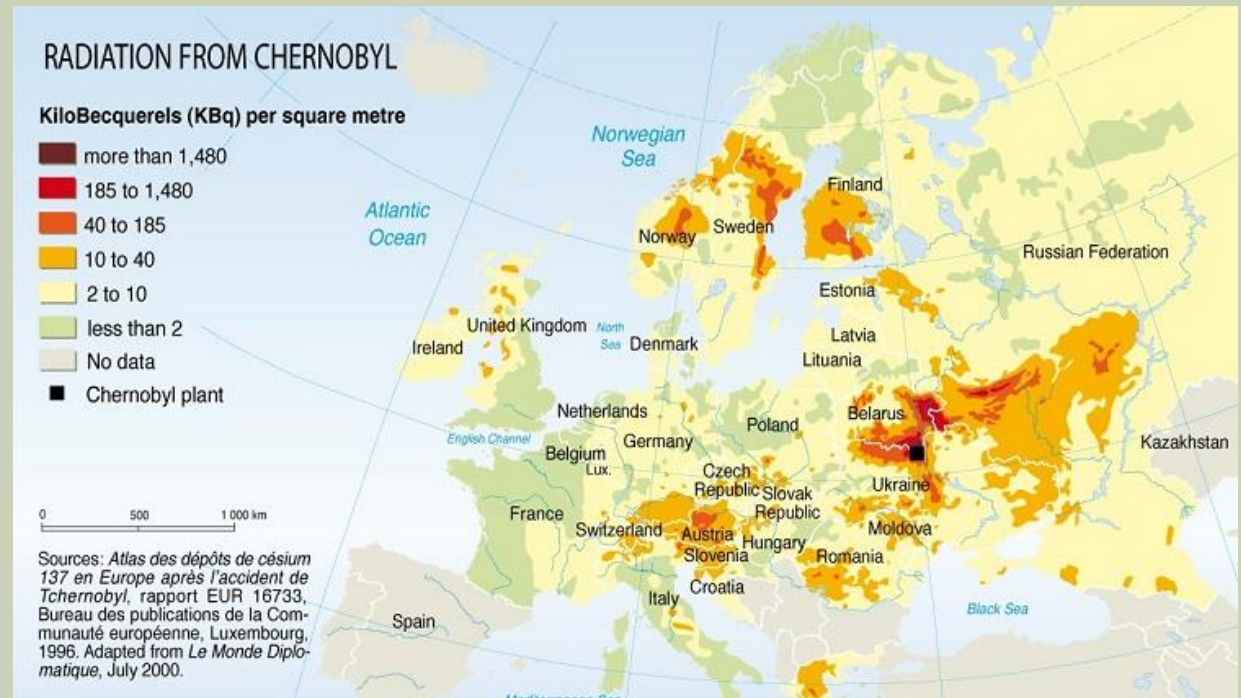 RADIATION FROM CHERNOBYL
KiloBecquerels (KBq) per square metre
more than 1,480
185 to 1,480
40 to 185
10 to 40
2 to 10
less than 2
No data
Chernobyl plant
0 500 1 000 km
Sources: Atlas des dépôts de césium
137 en Europe après l'accident de
Tchernobyl, rapport EUR 16733,
Bureau des publications de la Com-
munauté européenne, Luxembourg,
1996. Adapted from Le Monde Diplo-
matique, July 2000.
Norwegian
Sea
Atlantic
Ocean
Finland
Sweden
Norway
Russian Federation
Estonia
United Kingdom
North
Sea
Ireland
Denmark
Latvia
Lituania
Netherlands
Belarus
Poland
English Channel
Germany
Kazakhstan
Belgium
Lux.
Czech
Republic
Ukraine
Slovak
Republic
France
Switzerland
Austria
Moldova
Hungary
Slovenia
Romania
Croatia
Italy
Spain
Black Sea
Mediterranean Sea